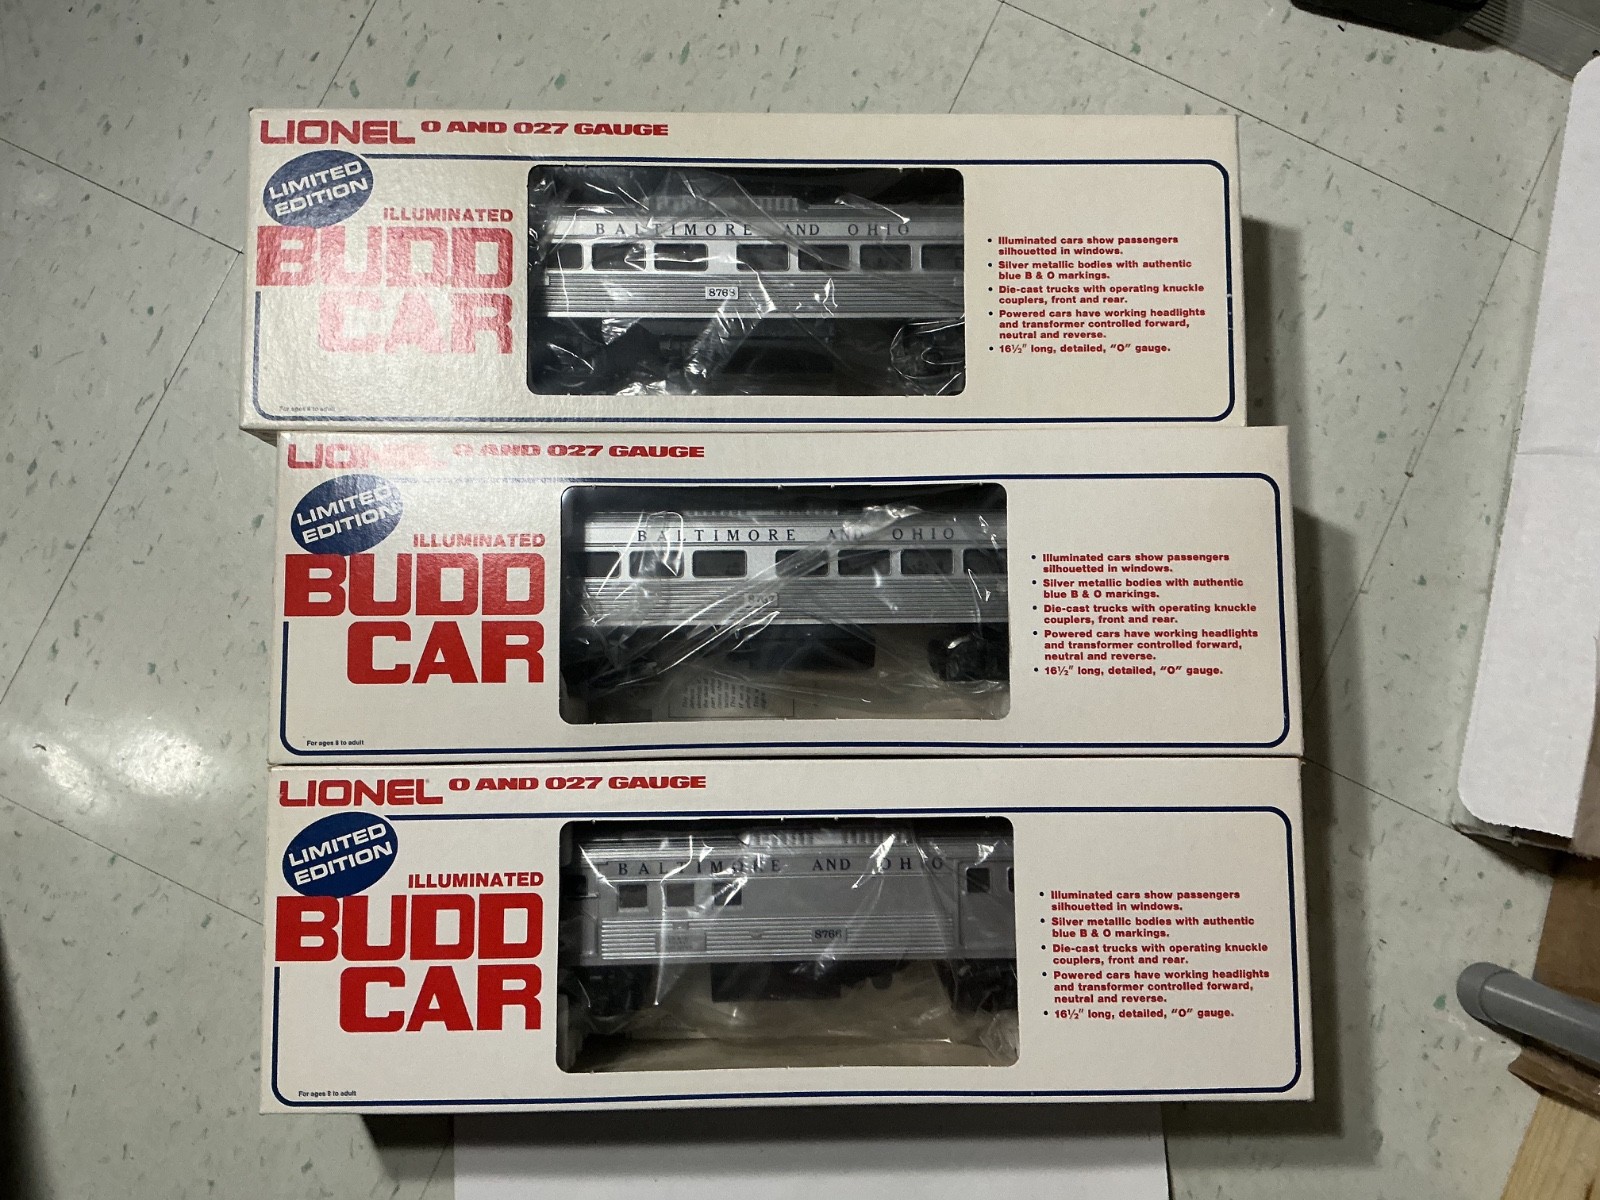 LIONEL O AND O27 GAUGE
LIMITED
EDITION
ILLUMINATED
BUDD
CAR
For ages 8 to adult
BALTIMORE AND OHIO
8768
• Illuminated cars show passengers
silhouetted in windows.
• Silver metallic bodies with authentic
blue B & O markings.
• Die-cast trucks with operating knuckle
couplers, front and rear.
• Powered cars have working headlights
and transformer controlled forward,
neutral and reverse.
• 16½" long, detailed, "O" gauge.
LIONEL O AND O27 GAUGE
LIMITED
EDITION
ILLUMINATED
BUDD
CAR
For ages 8 to adult
BALTIMORE AND OHIO
8767
• Illuminated cars show passengers
silhouetted in windows.
• Silver metallic bodies with authentic
blue B & O markings.
• Die-cast trucks with operating knuckle
couplers, front and rear.
• Powered cars have working headlights
and transformer controlled forward,
neutral and reverse.
• 16½" long, detailed, "O" gauge.
LIONEL O AND O27 GAUGE
LIMITED
EDITION
ILLUMINATED
BUDD
CAR
For ages 8 to adult
BALTIMORE AND OHIO
8766
• Illuminated cars show passengers
silhouetted in windows.
• Silver metallic bodies with authentic
blue B & O markings.
• Die-cast trucks with operating knuckle
couplers, front and rear.
• Powered cars have working headlights
and transformer controlled forward,
neutral and reverse.
• 16½" long, detailed, "O" gauge.